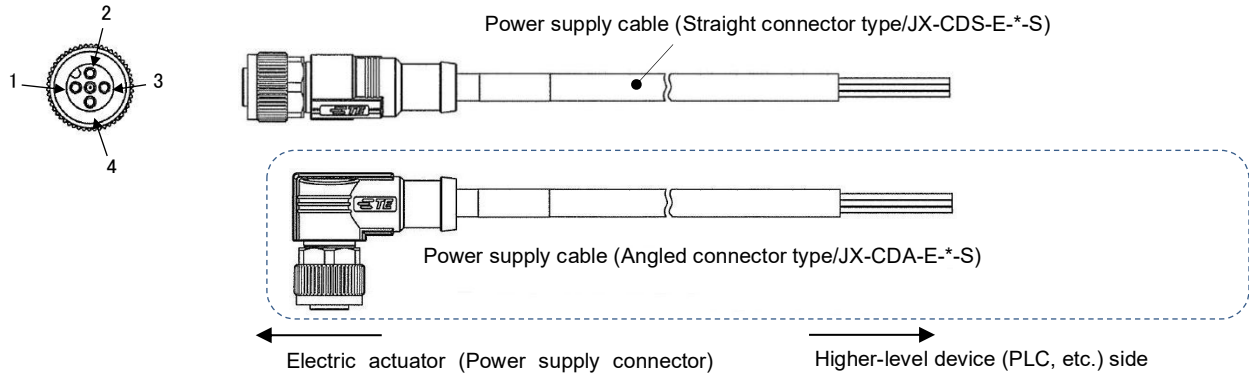 2
Power supply cable (Straight connector type/JX-CDS-E-*-S)
1
3
TE
4
TE
Power supply cable (Angled connector type/JX-CDA-E-*-S)
Electric actuator (Power supply connector)
Higher-level device (PLC, etc.) side